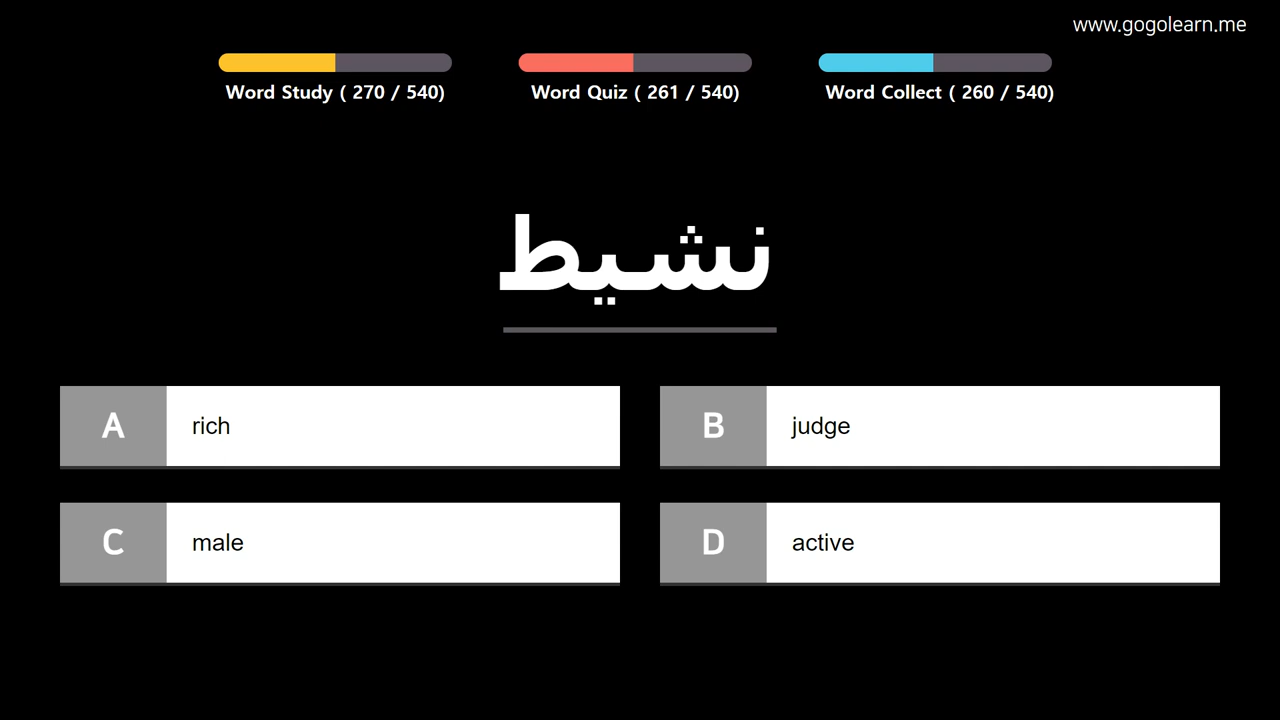 www.gogolearn.me
Word Study ( 270 / 540)
Word Quiz ( 261 / 540)
Word Collect ( 260 / 540)
نشيط
A rich
B judge
C male
D active